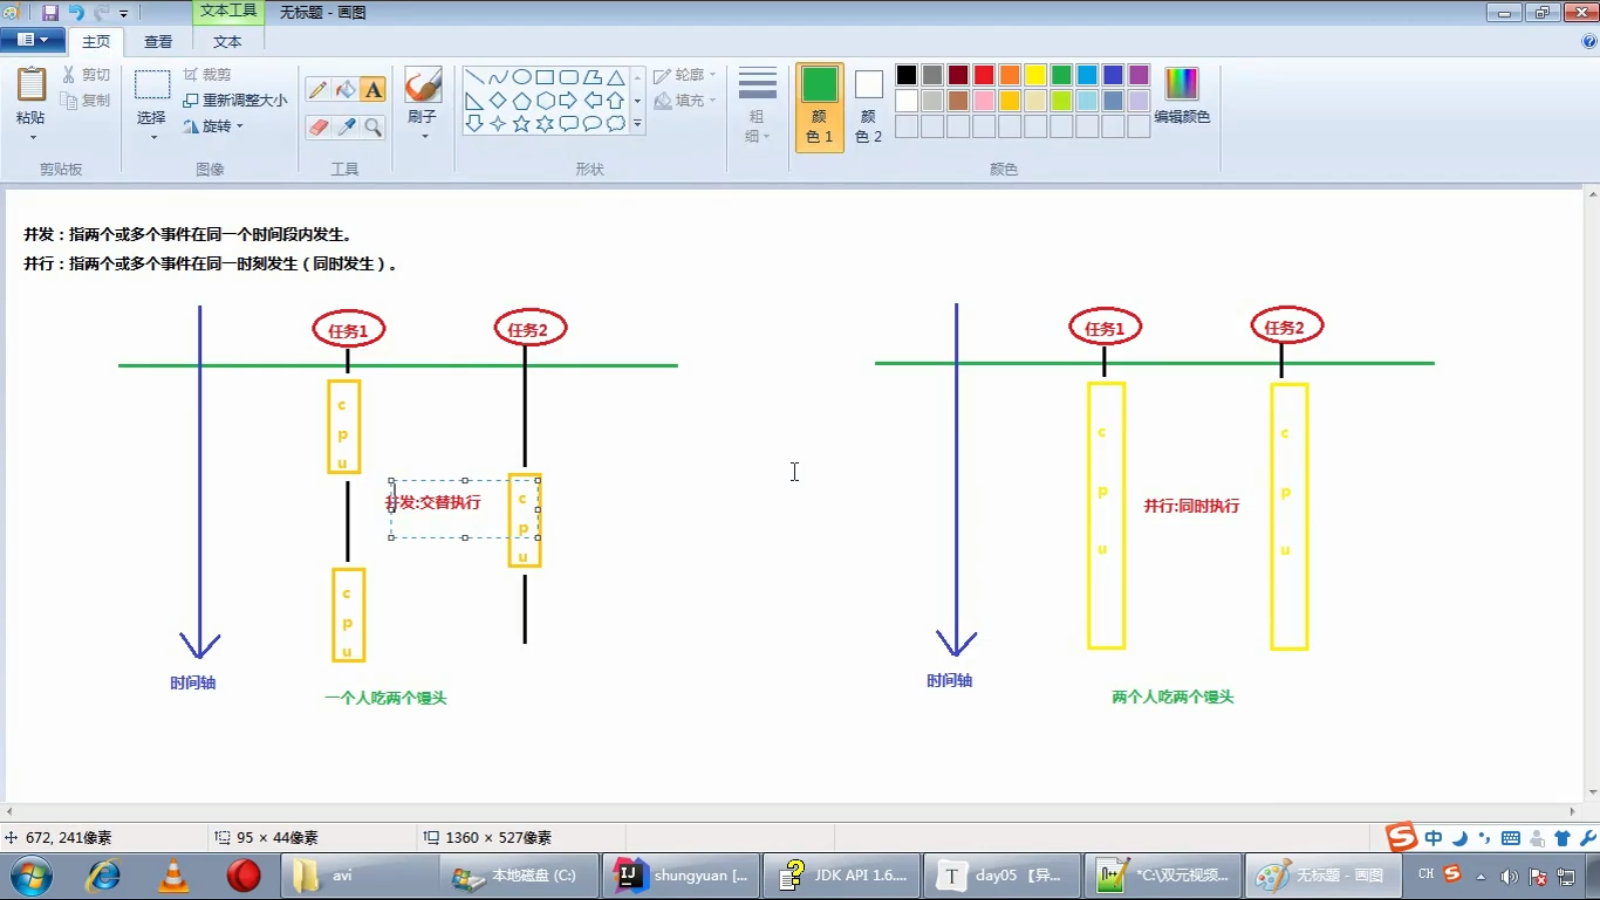 文本工具
无标题 - 画图
主页
查看
文本
粘贴
剪切
复制
剪贴板
选择
裁剪
重新调整大小
旋转
图像
A
工具
刷子
轮廓
填充
形状
粗
细
颜
色 1
颜
色 2
编辑颜色
颜色
并发：指两个或多个事件在同一个时间段内发生。
并行：指两个或多个事件在同一时刻发生（同时发生）。
任务1
任务2
c
p
u
并发:交替执行
c
p
u
c
p
u
时间轴
一个人吃两个馒头
任务1
任务2
c
p
u
并行:同时执行
c
p
u
时间轴
两个人吃两个馒头
672, 241像素
95 × 44像素
1360 × 527像素
中
avi
本地磁盘 (C:)
shungyuan [...
JDK API 1.6....
day05 【异...
*C:\双元视频...
无标题 - 画图
CH